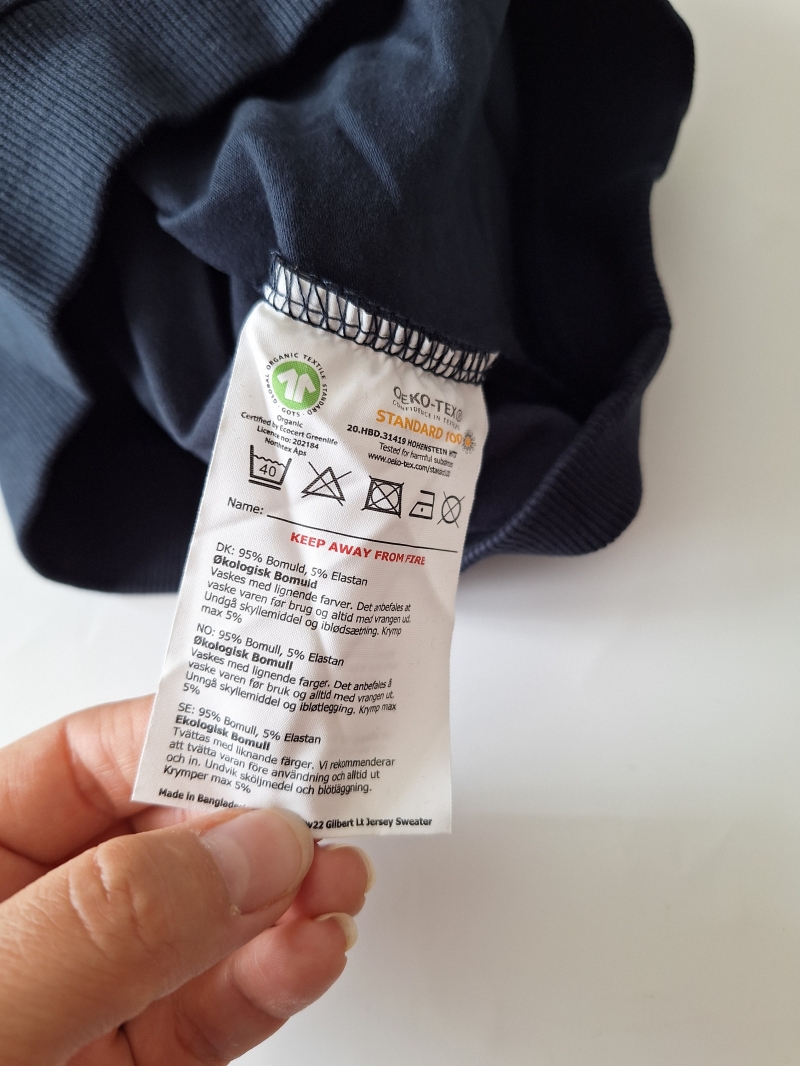 GLOBAL ORGANIC TEXTILE STANDARD · GOTS ·
Organic
Certified by Ecocert Greenlife
Licence no: 202184
Northtex Aps
OEKO-TEX®
CONFIDENCE IN TEXTILES
STANDARD 100
20.HBD.31419 HOHENSTEIN HTTI
Tested for harmful substances
www.oeko-tex.com/standard100
40
Name:
KEEP AWAY FROM FIRE
DK: 95% Bomuld, 5% Elastan
Økologisk Bomuld
Vaskes med lignende farver. Det anbefales at
vaske varen før brug og altid med vrangen ud.
Undgå skyllemiddel og iblødsætning. Krymp
max 5%
NO: 95% Bomull, 5% Elastan
Økologisk Bomull
Vaskes med lignende farger. Det anbefales å
vaske varen før bruk og alltid med vrangen ut.
Unngå skyllemiddel og ibløtlegging. Krymp max
5%
SE: 95% Bomull, 5% Elastan
Ekologisk Bomull
Tvättas med liknande färger. Vi rekommenderar
att tvätta varan före användning och alltid ut
och in. Undvik sköljmedel och blötläggning.
Krymper max 5%
Made in Banglade
w22 Gilbert Lt Jersey Sweater